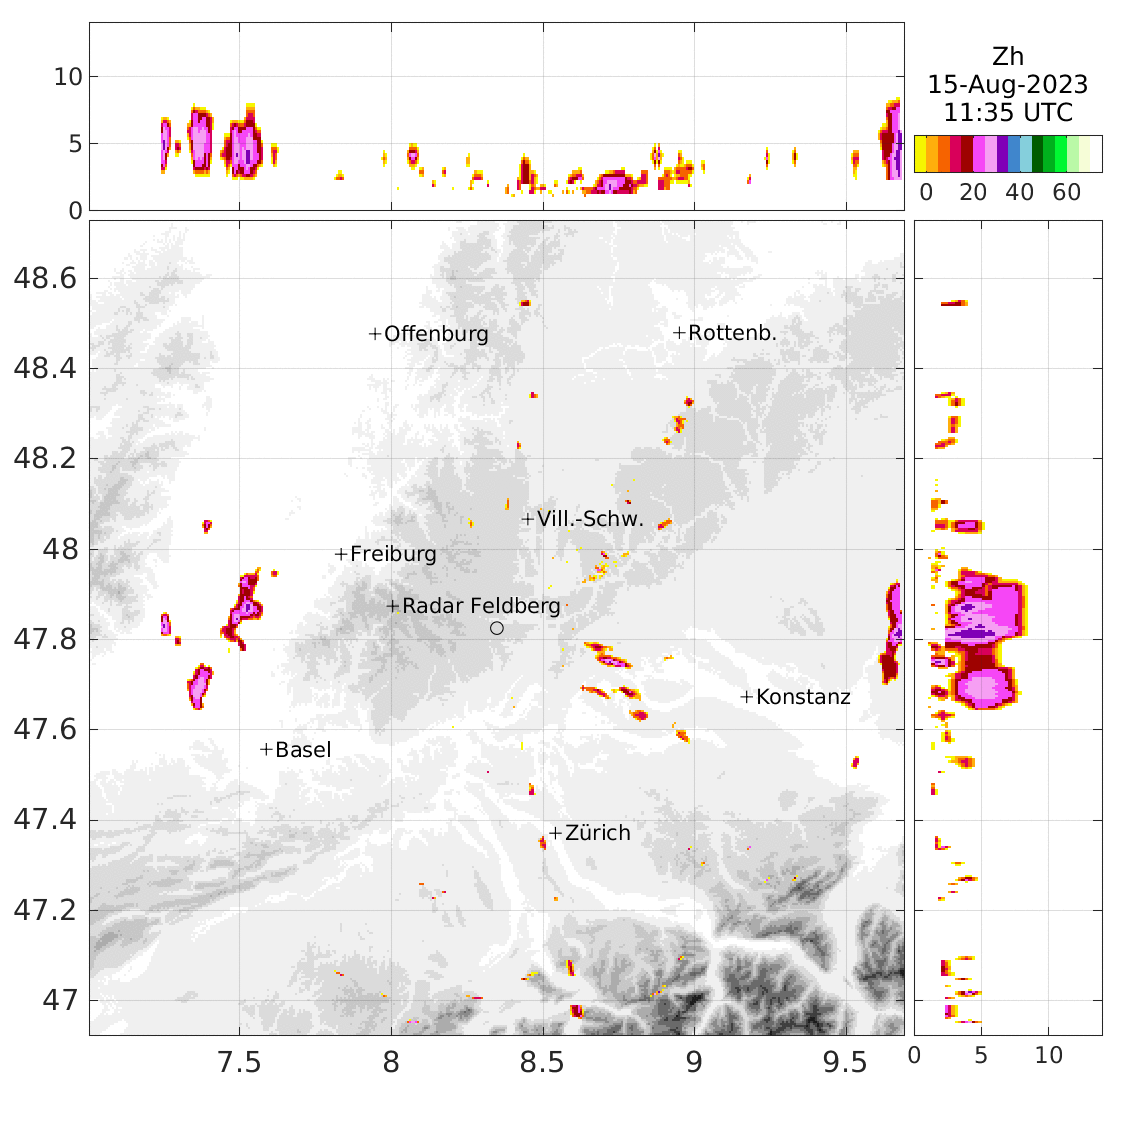 10
5
0
Zh
15-Aug-2023
11:35 UTC
0 20 40 60
48.6
48.4
48.2
48
47.8
47.6
47.4
47.2
47
Offenburg
Rottenb.
Vill.-Schw.
Freiburg
Radar Feldberg
Konstanz
Basel
Zürich
7.5 8 8.5 9 9.5
0 5 10